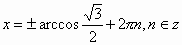 x = ± arccos √3/2 + 2πn, n ∈ z